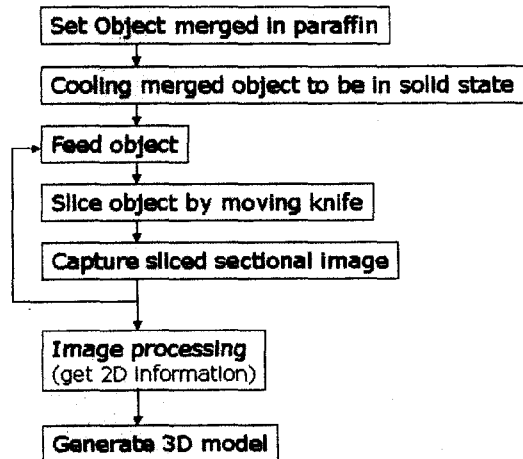 Set Object merged in paraffin
Cooling merged object to be in solid state
Feed object
Slice object by moving knife
Capture sliced sectional image
Image processing
(get 2D information)
Generate 3D model